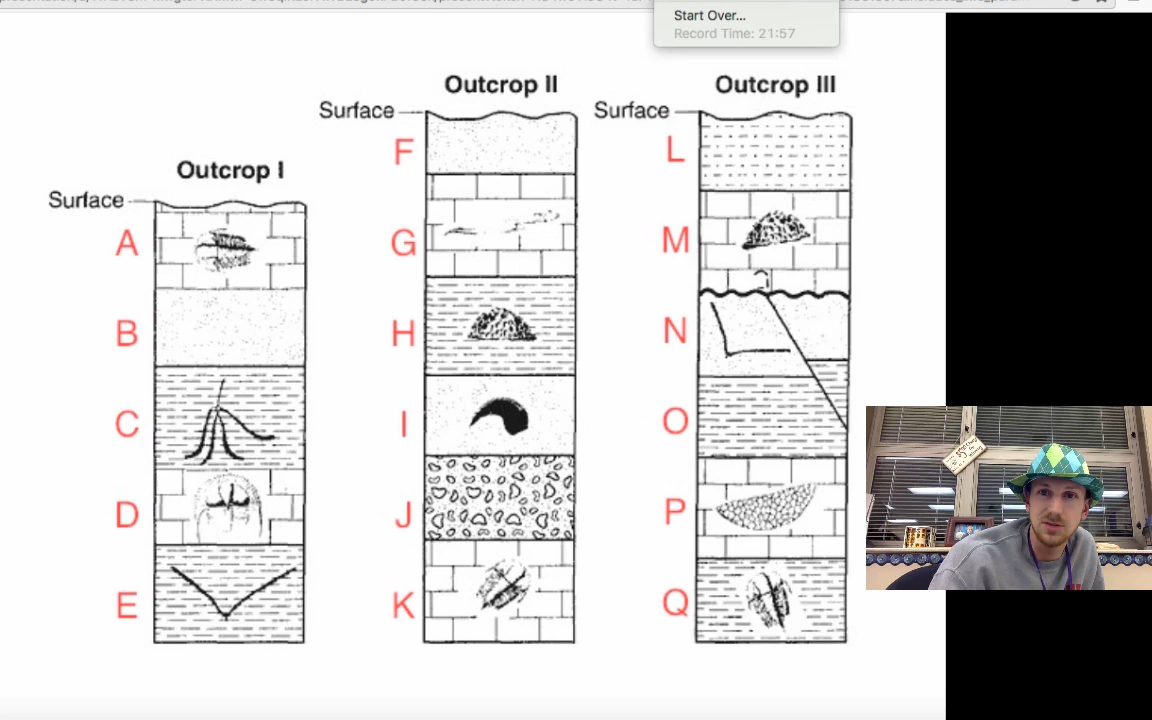 Start Over...
Record Time: 21:57
Outcrop I
Surface
A
B
C
D
E
Outcrop II
Surface
F
G
H
I
J
K
Outcrop III
Surface
L
M
N
O
P
Q